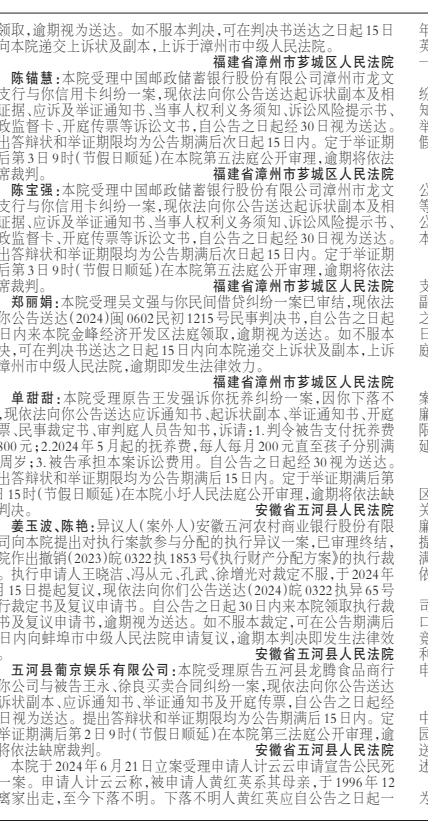 领取,逾期视为送达。如不服本判决,可在判决书送达之日起15日
向本院递交上诉状及副本,上诉于漳州市中级人民法院。
福建省漳州市芗城区人民法院
陈锚慧:本院受理中国邮政储蓄银行股份有限公司漳州市龙文
支行与你信用卡纠纷一案,现依法向你公告送达起诉状副本及相
证据、应诉及举证通知书、当事人权利义务须知、诉讼风险提示书、
政监督卡、开庭传票等诉讼文书,自公告之日起经30日视为送达。
出答辩状和举证期限均为公告期满后次日起15日内。定于举证期
后第3日9时(节假日顺延)在本院第五法庭公开审理,逾期将依法
席裁判。 福建省漳州市芗城区人民法院
陈宝强:本院受理中国邮政储蓄银行股份有限公司漳州市龙文
支行与你信用卡纠纷一案,现依法向你公告送达起诉状副本及相
证据、应诉及举证通知书、当事人权利义务须知、诉讼风险提示书、
政监督卡、开庭传票等诉讼文书,自公告之日起经30日视为送达。
出答辩状和举证期限均为公告期满后次日起15日内。定于举证期
后第3日9时(节假日顺延)在本院第五法庭公开审理,逾期将依法
席裁判。 福建省漳州市芗城区人民法院
郑丽娟:本院受理吴文强与你民间借贷纠纷一案已审结,现依法
你公告送达(2024)闽0602民初1215号民事判决书,自公告之日起
日内来本院金峰经济开发区法庭领取,逾期视为送达。如不服本
决,可在判决书送达之日起15日内向本院递交上诉状及副本,上诉
漳州市中级人民法院,逾期即发生法律效力。
福建省漳州市芗城区人民法院
单甜甜:本院受理原告王发强诉你抚养纠纷一案,因你下落不
,现依法向你公告送达应诉通知书、起诉状副本、举证通知书、开庭
票、民事裁定书、审判庭人员告知书,诉请:1.判令被告支付抚养费
800元;2.2024年5月起的抚养费,每人每月200元直至孩子分别满
周岁;3.被告承担本案诉讼费用。自公告之日起经30视为送达。
出答辩状和举证期限均为公告期满后15日内。定于举证期满后第
日15时(节假日顺延)在本院小圩人民法庭公开审理,逾期将依法缺
判决。 安徽省五河县人民法院
姜玉波、陈艳:异议人(案外人)安徽五河农村商业银行股份有限
司向本院提出对执行案款参与分配的执行异议一案,已审理终结,
院作出撤销(2023)皖0322执1853号《执行财产分配方案》的执行裁
。执行申请人王晓洁、冯从元、孔武、徐增光对裁定不服,于2024年
月15日提起复议,现依法向你们公告送达(2024)皖0322执异65号
行裁定书及复议申请书。自公告之日起30日内来本院领取执行裁
书及复议申请书,逾期视为送达。如不服本裁定,可在公告期满后
日内向蚌埠市中级人民法院申请复议,逾期本判决即发生法律效
。 安徽省五河县人民法院
五河县葡京娱乐有限公司:本院受理原告五河县龙腾食品商行
你公司与被告王永、徐良买卖合同纠纷一案,现依法向你公告送达
诉状副本、应诉通知书、举证通知书及开庭传票,自公告之日起经
日视为送达。提出答辩状和举证期限均为公告期满后15日内。定
举证期满后第2日9时(节假日顺延)在本院第三法庭公开审理,逾
将依法缺席裁判。 安徽省五河县人民法院
本院于2024年6月21日立案受理申请人计云云申请宣告公民死
一案。申请人计云云称,被申请人黄红英系其母亲,于1996年12
离家出走,至今下落不明。下落不明人黄红英应自公告之日起一